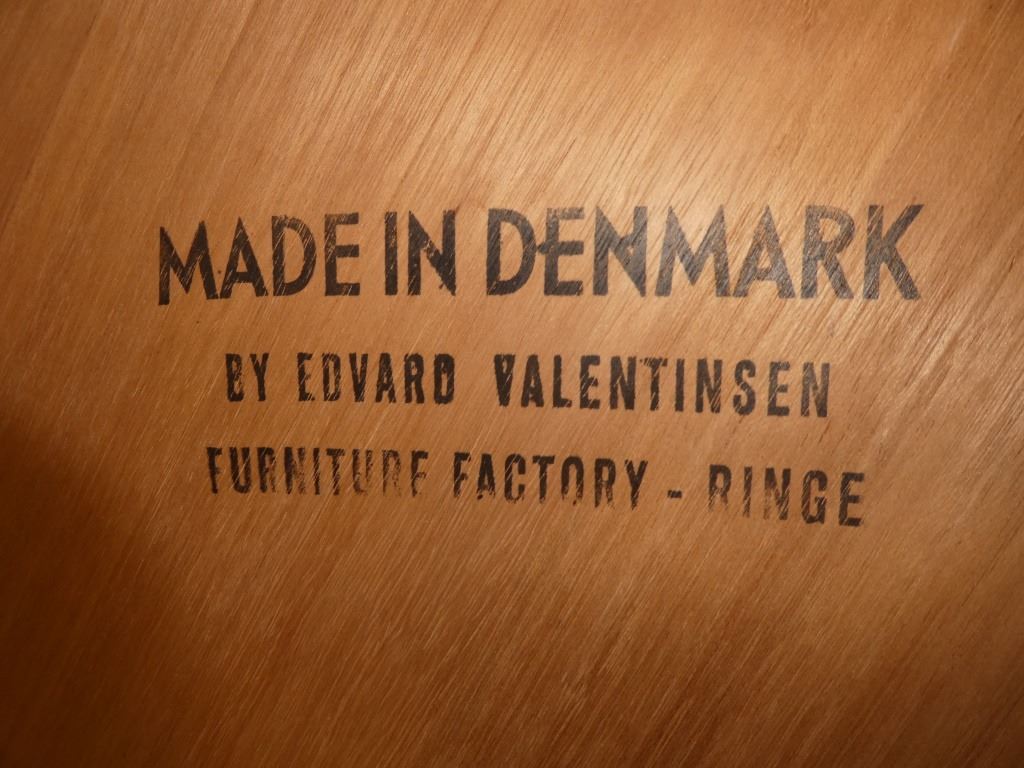 MADE IN DENMARK
BY EDVARD VALENTINSEN
FURNITURE FACTORY - RINGE